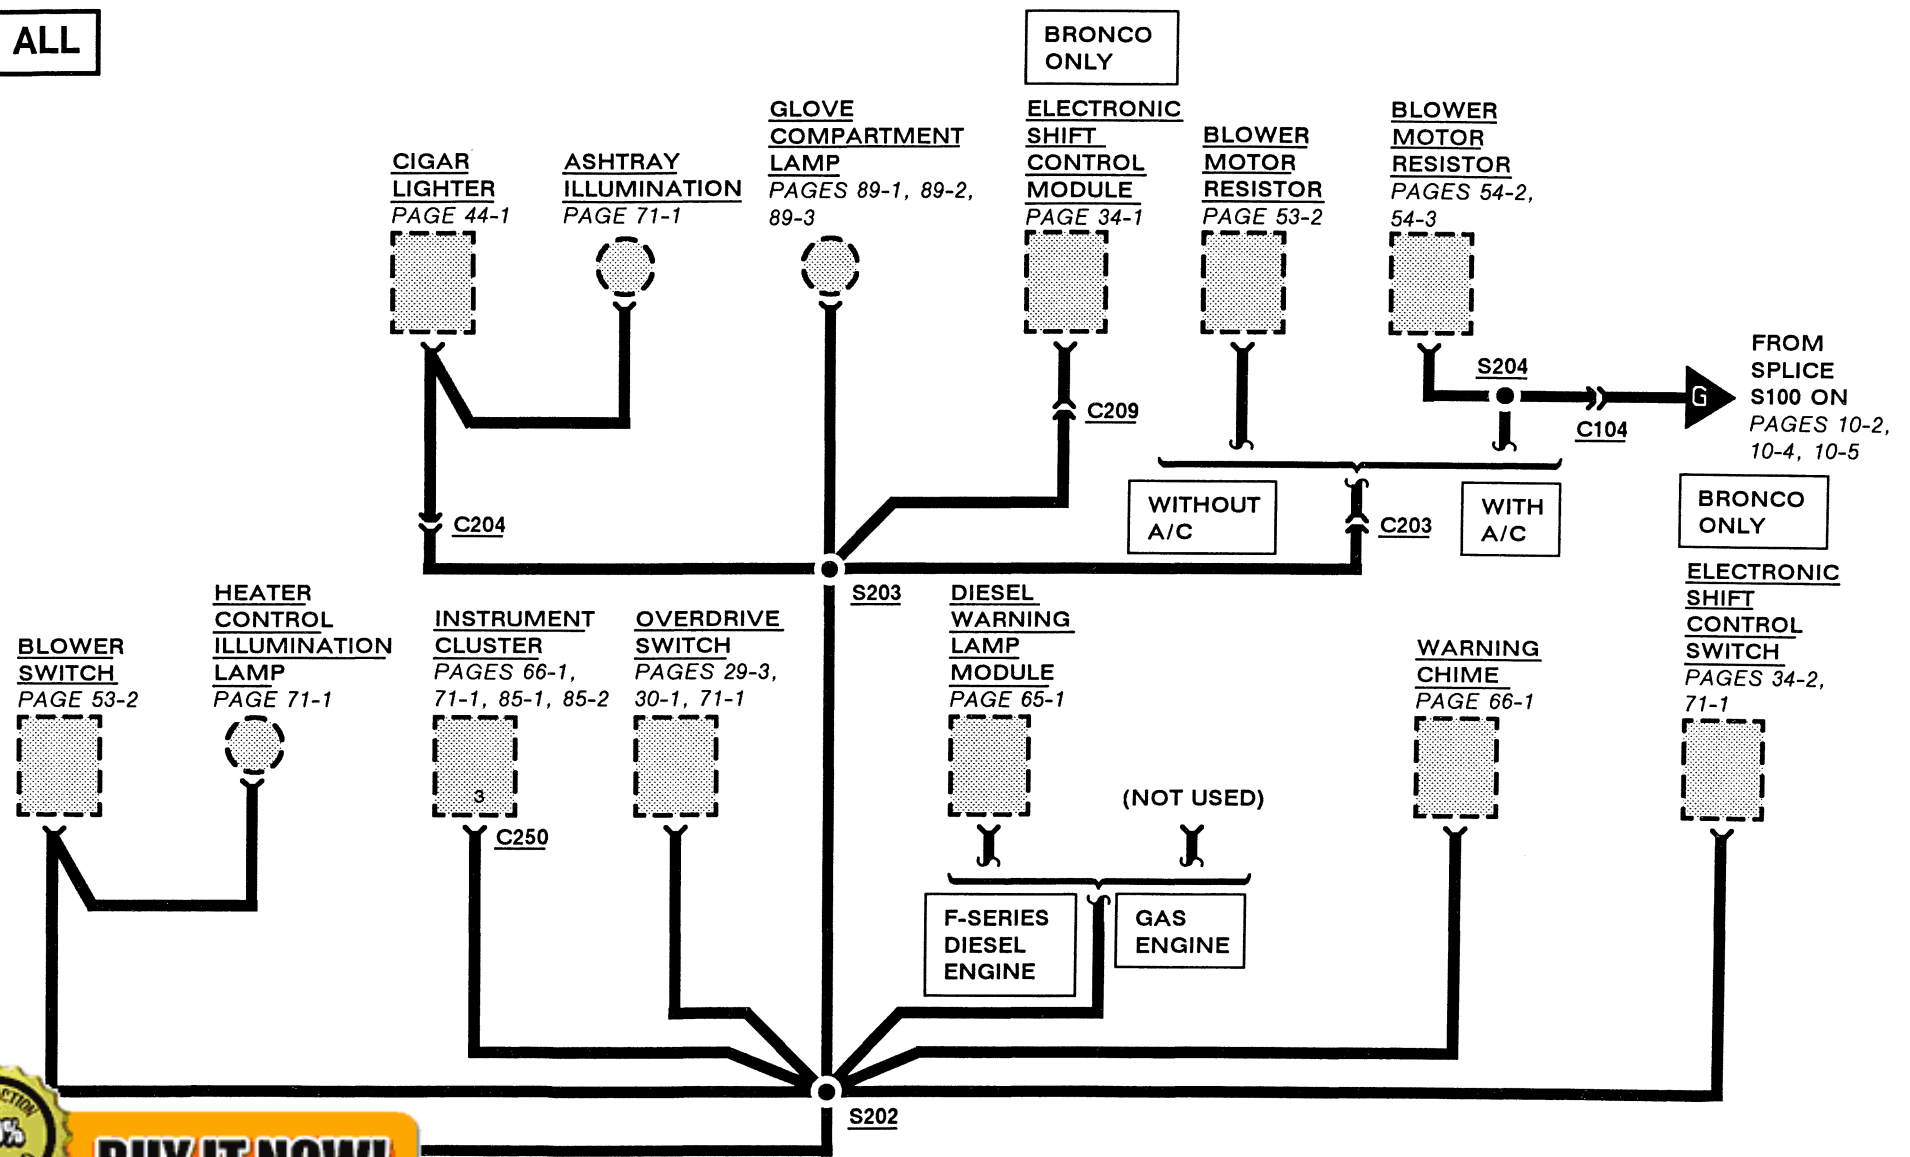 ALL
BRONCO
ONLY
CIGAR
LIGHTER
PAGE 44-1
ASHTRAY
ILLUMINATION
PAGE 71-1
GLOVE
COMPARTMENT
LAMP
PAGES 89-1, 89-2,
89-3
ELECTRONIC
SHIFT
CONTROL
MODULE
PAGE 34-1
BLOWER
MOTOR
RESISTOR
PAGE 53-2
BLOWER
MOTOR
RESISTOR
PAGES 54-2,
54-3
S204
C209
C104
G
FROM
SPLICE
S100 ON
PAGES 10-2,
10-4, 10-5
C204
WITHOUT
A/C
C203
WITH
A/C
BRONCO
ONLY
S203
BLOWER
SWITCH
PAGE 53-2
HEATER
CONTROL
ILLUMINATION
LAMP
PAGE 71-1
INSTRUMENT
CLUSTER
PAGES 66-1,
71-1, 85-1, 85-2
3
C250
OVERDRIVE
SWITCH
PAGES 29-3,
30-1, 71-1
DIESEL
WARNING
LAMP
MODULE
PAGE 65-1
(NOT USED)
WARNING
CHIME
PAGE 66-1
ELECTRONIC
SHIFT
CONTROL
SWITCH
PAGES 34-2,
71-1
F-SERIES
DIESEL
ENGINE
GAS
ENGINE
S202
BUY IT NOW!